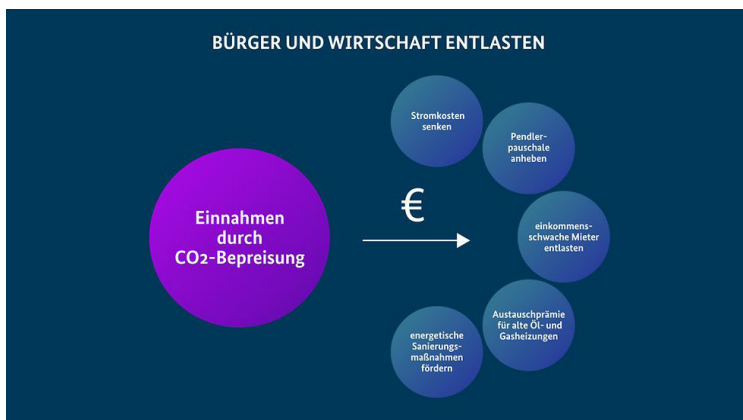 BÜRGER UND WIRTSCHAFT ENTLASTEN
Einnahmen
durch
CO2-Bepreisung
€
Stromkosten
senken
Pendler-
pauschale
anheben
einkommens-
schwache Mieter
entlasten
Austauschprämie
für alte Öl- und
Gasheizungen
energetische
Sanierungs-
maßnahmen
fördern